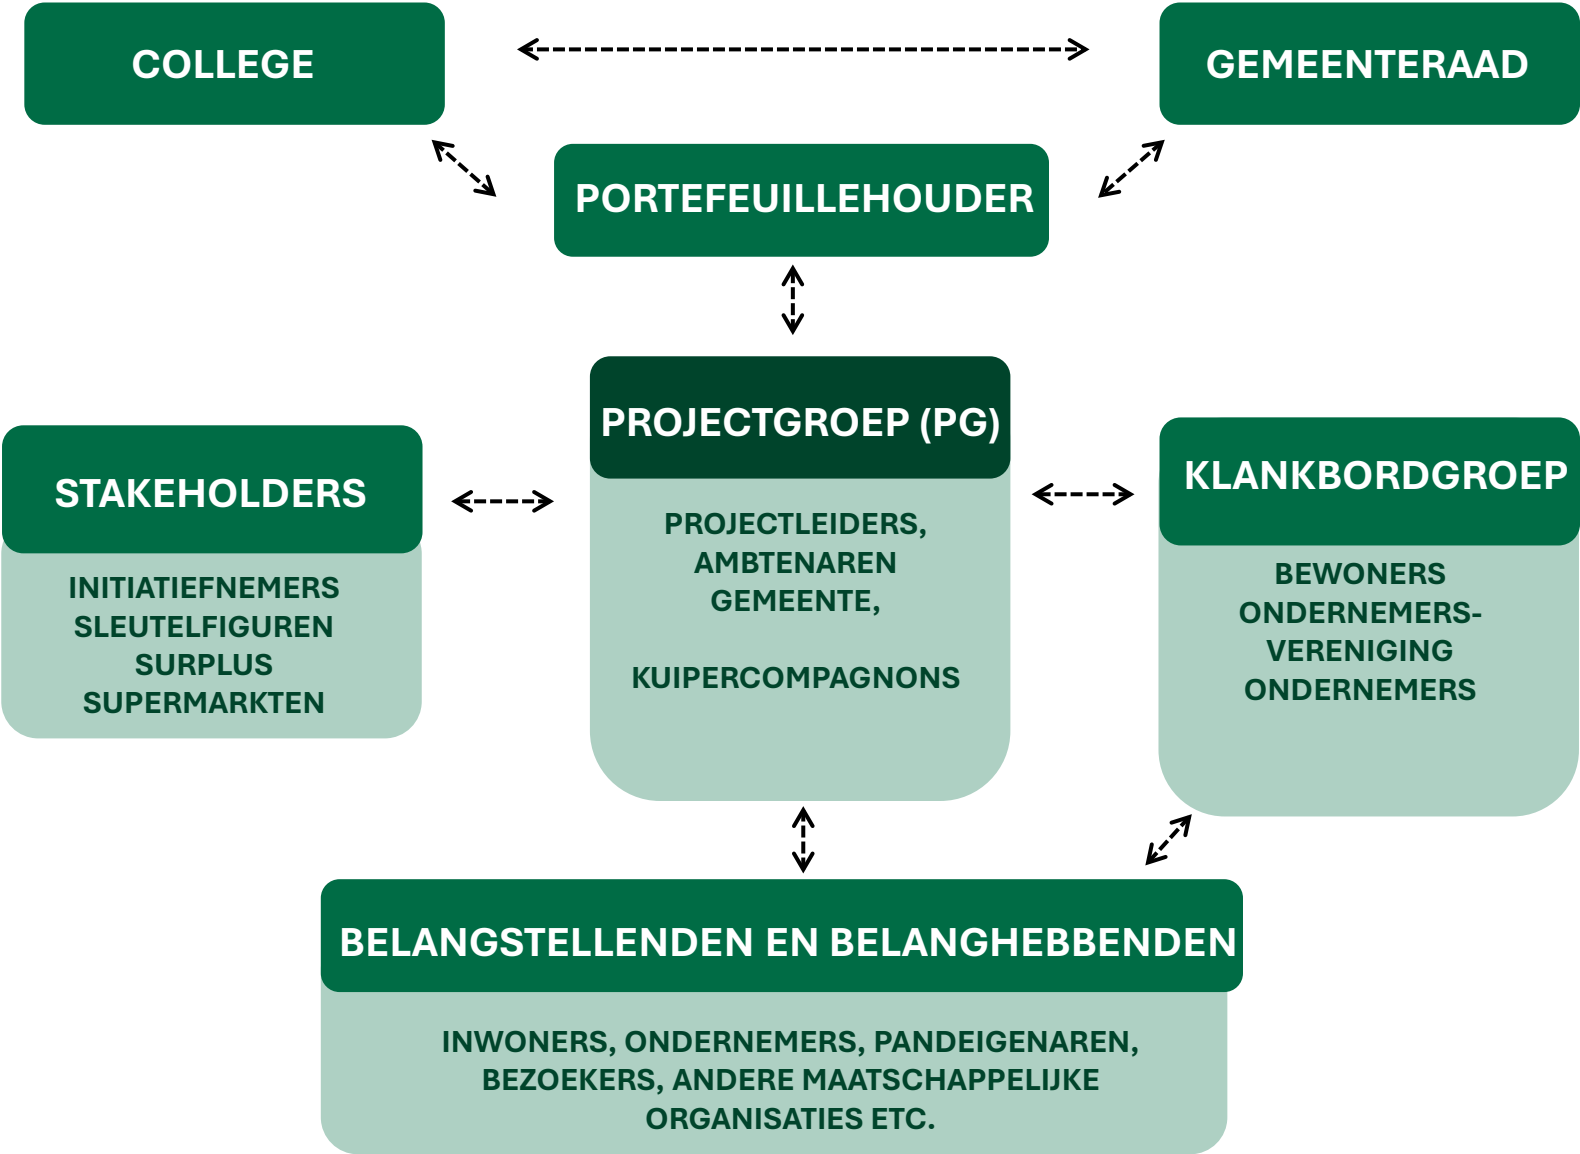 COLLEGE
GEMEENTERAAD
PORTEFEUILLEHOUDER
PROJECTGROEP (PG)
PROJECTLEIDERS,
AMBTENAREN
GEMEENTE,
KUIPERCOMPAGNONS
STAKEHOLDERS
INITIATIEFNEMERS
SLEUTELFIGUREN
SURPLUS
SUPERMARKTEN
KLANKBORDGROEP
BEWONERS
ONDERNEMERS-
VERENIGING
ONDERNEMERS
BELANGSTELLENDEN EN BELANGHEBBENDEN
INWONERS, ONDERNEMERS, PANDEIGENAREN,
BEZOEKERS, ANDERE MAATSCHAPPELIJKE
ORGANISATIES ETC.